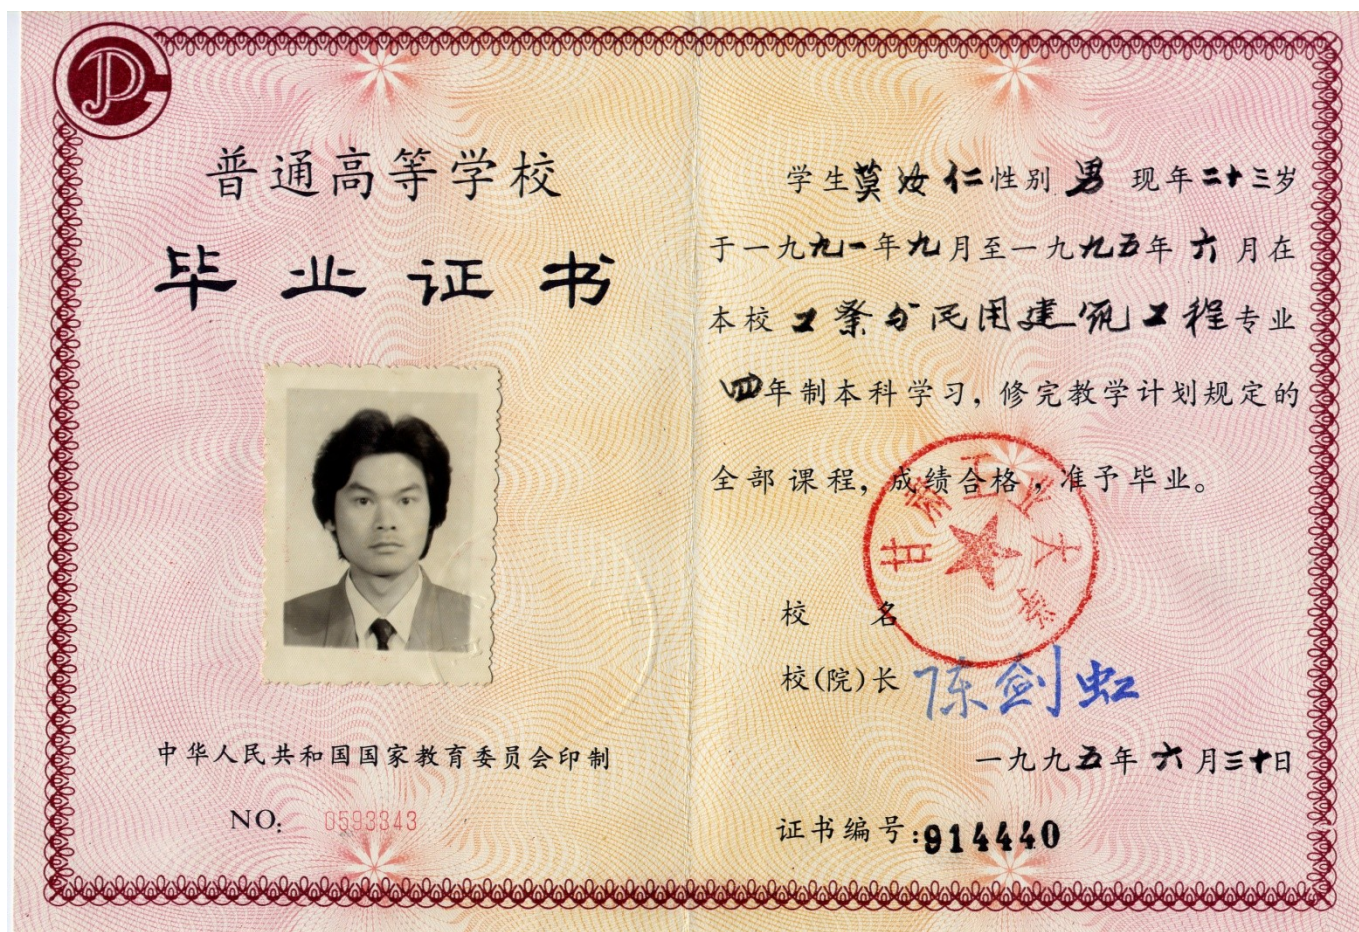 普通高等学校
毕业证书
中华人民共和国国家教育委员会印制
NO: 0593343
学生莫汝仁性别 男 现年二十三岁
于一九九一年九月至一九九五年 六 月在
本校工业与民用建筑工程专业
四年制本科学习, 修完教学计划规定的
全部课程, 成绩合格, 准予毕业。
甘肃工业大学
校 名
校(院)长 陈剑虹
一九九五年 六 月三十日
证书编号:914440